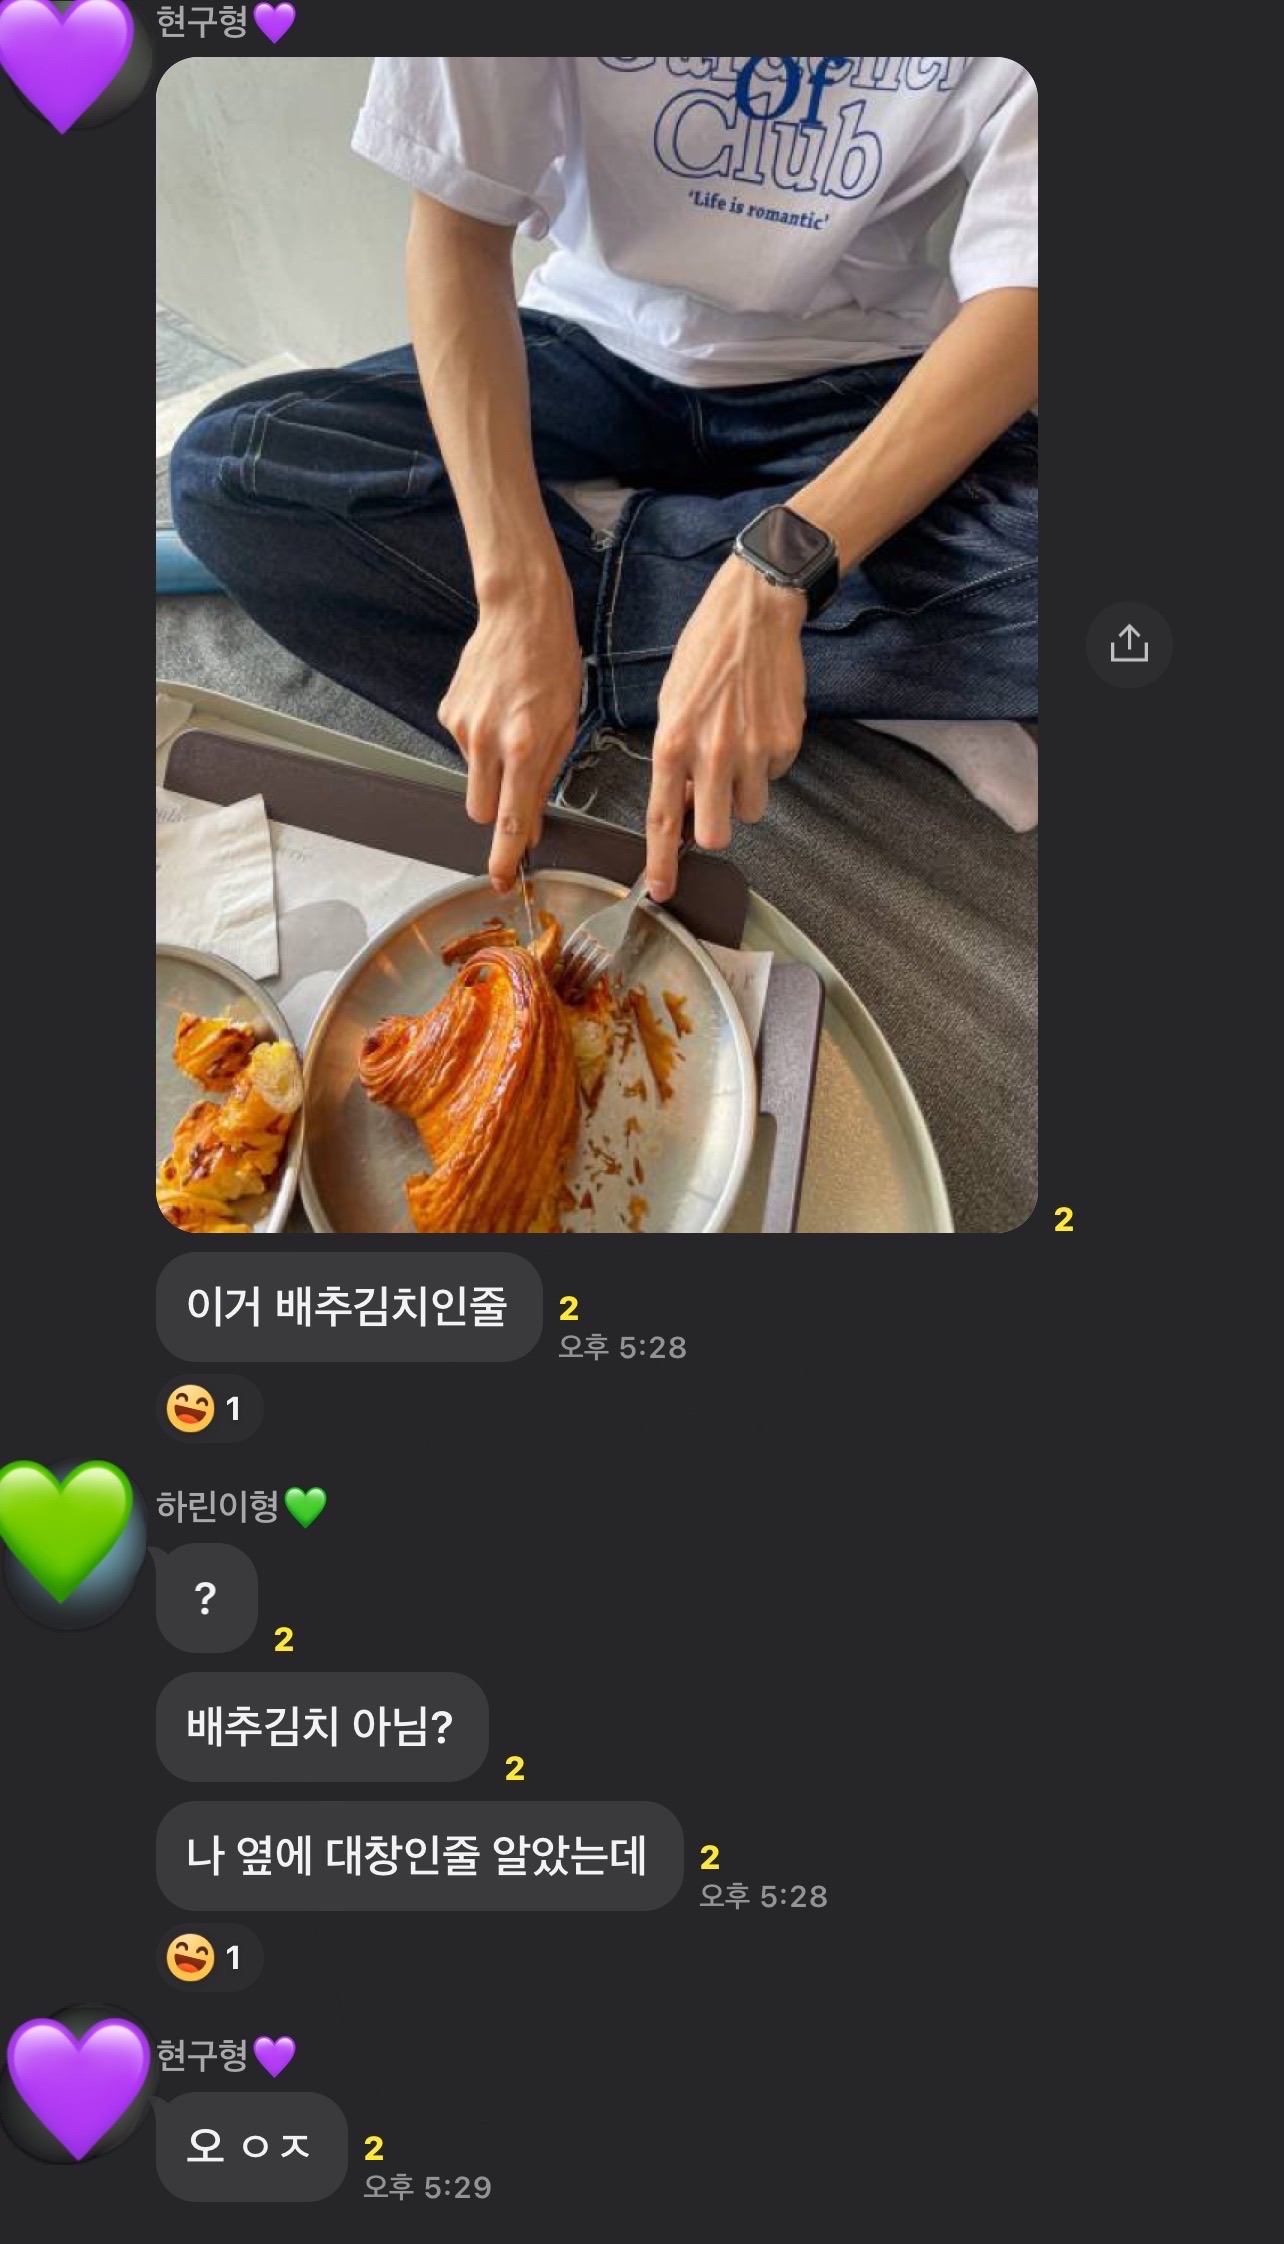 현구형💜
Of
Club
'Life is romantic'
2
이거 배추김치인줄
2
오후 5:28
😄 1
하린이형💚
?
2
배추김치 아님?
2
나 옆에 대창인줄 알았는데
2
오후 5:28
😄 1
현구형💜
오 ㅇㅈ
2
오후 5:29